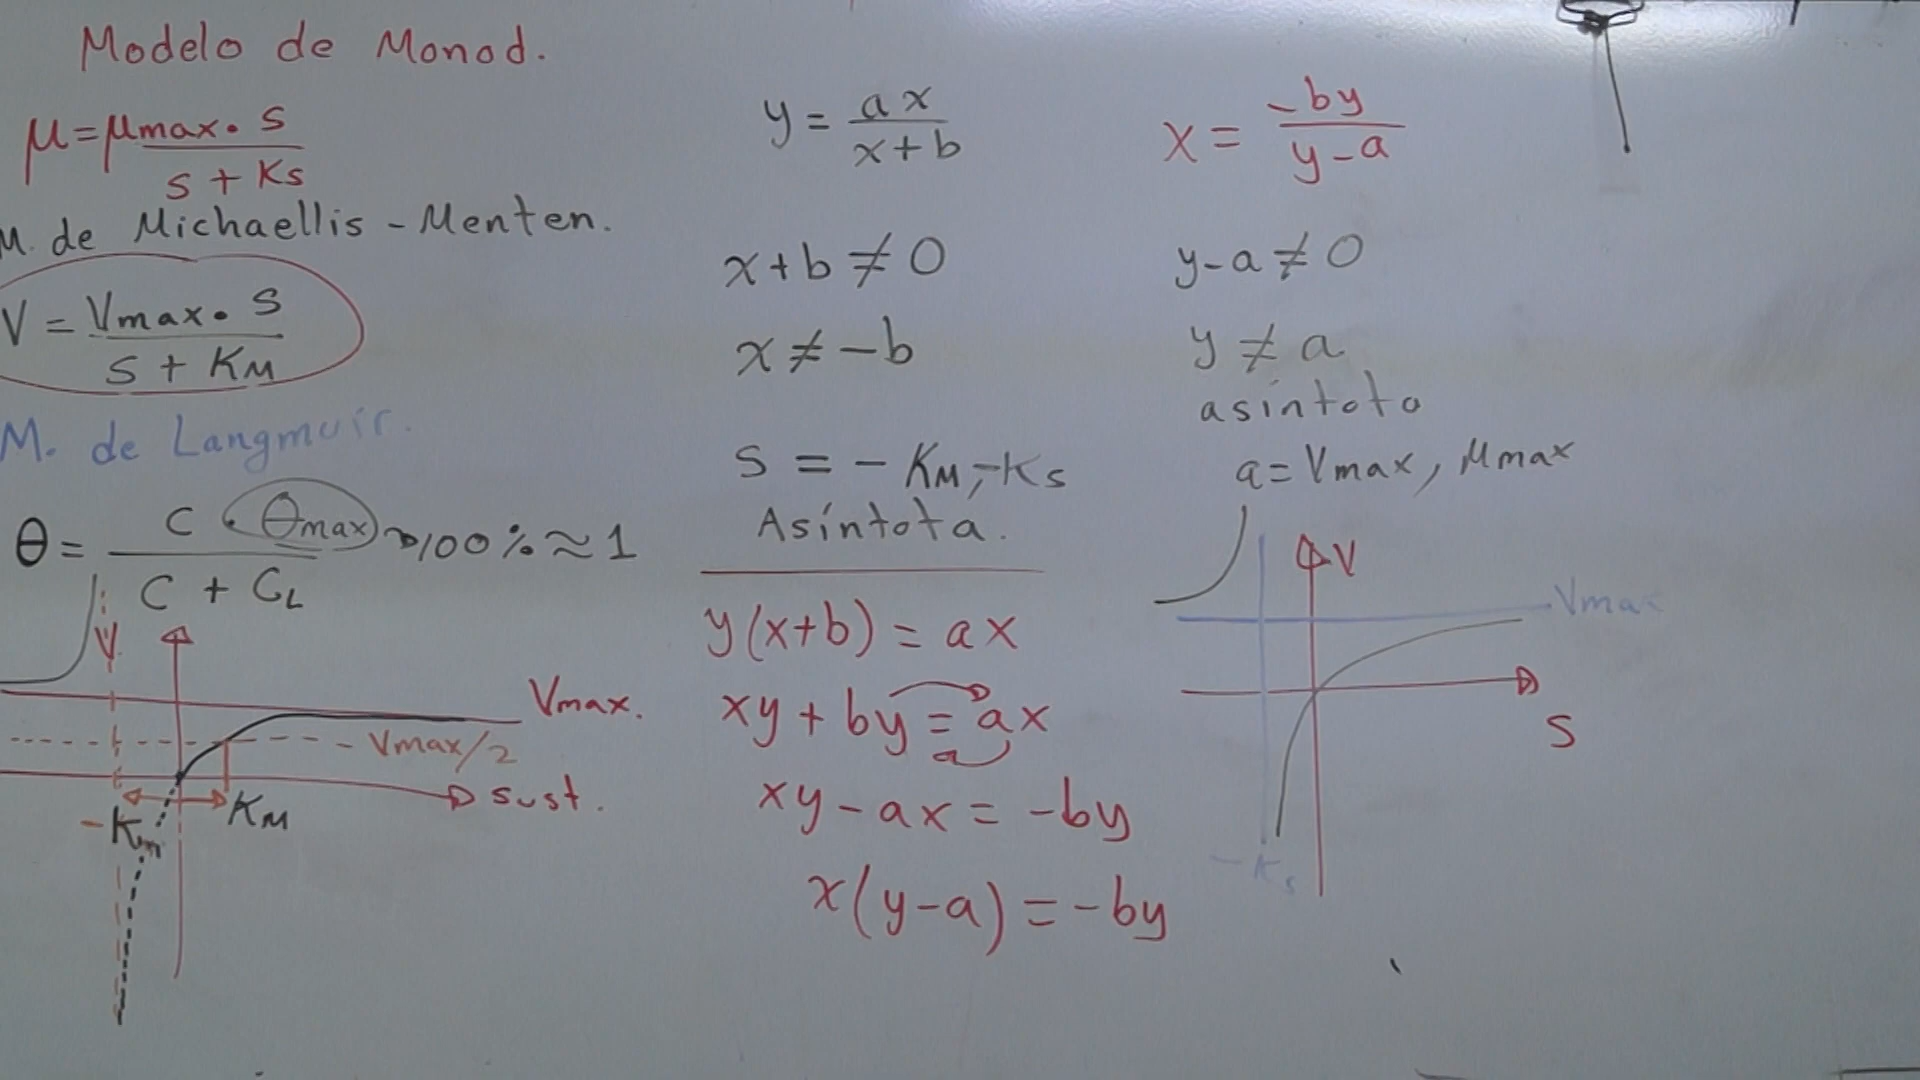 Modelo de Monod.
μ = μmax • s / s + Ks
M. de Michaellis - Menten.
V = Vmax • s / s + KM
M. de Langmuir.
θ = C • θmax / C + CL → 100 % ≈ 1
V
Vmax.
Vmax/2
sust.
-Km
KM
y = ax / x + b
x + b ≠ 0
x ≠ - b
s = - KM, -Ks
Asíntota.
y(x+b) = ax
xy + by = ax
xy - ax = -by
x(y-a) = -by
x = -by / y - a
y - a ≠ 0
y ≠ a
asíntota
a = Vmax, μmax
V
Vmax
S
-Ks